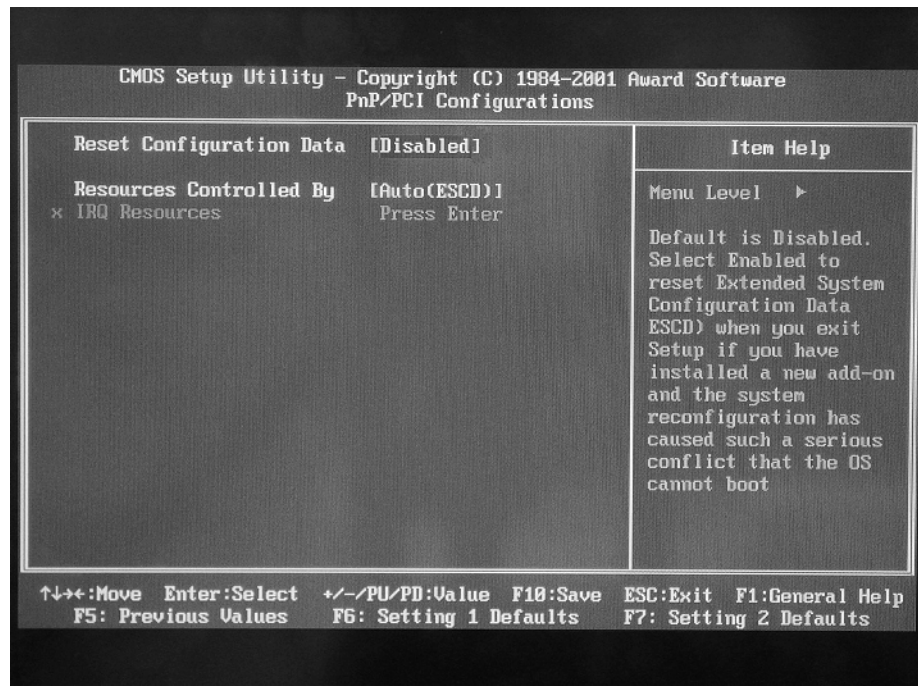 CMOS Setup Utility – Copyright (C) 1984–2001 Award Software
PnP/PCI Configurations
Reset Configuration Data [Disabled]
Resources Controlled By [Auto(ESCD)]
x IRQ Resources Press Enter
Item Help
Menu Level ►
Default is Disabled.
Select Enabled to
reset Extended System
Configuration Data
ESCD) when you exit
Setup if you have
installed a new add-on
and the system
reconfiguration has
caused such a serious
conflict that the OS
cannot boot
↑↓→←:Move Enter:Select +/-/PU/PD:Value F10:Save ESC:Exit F1:General Help
F5: Previous Values F6: Setting 1 Defaults F7: Setting 2 Defaults